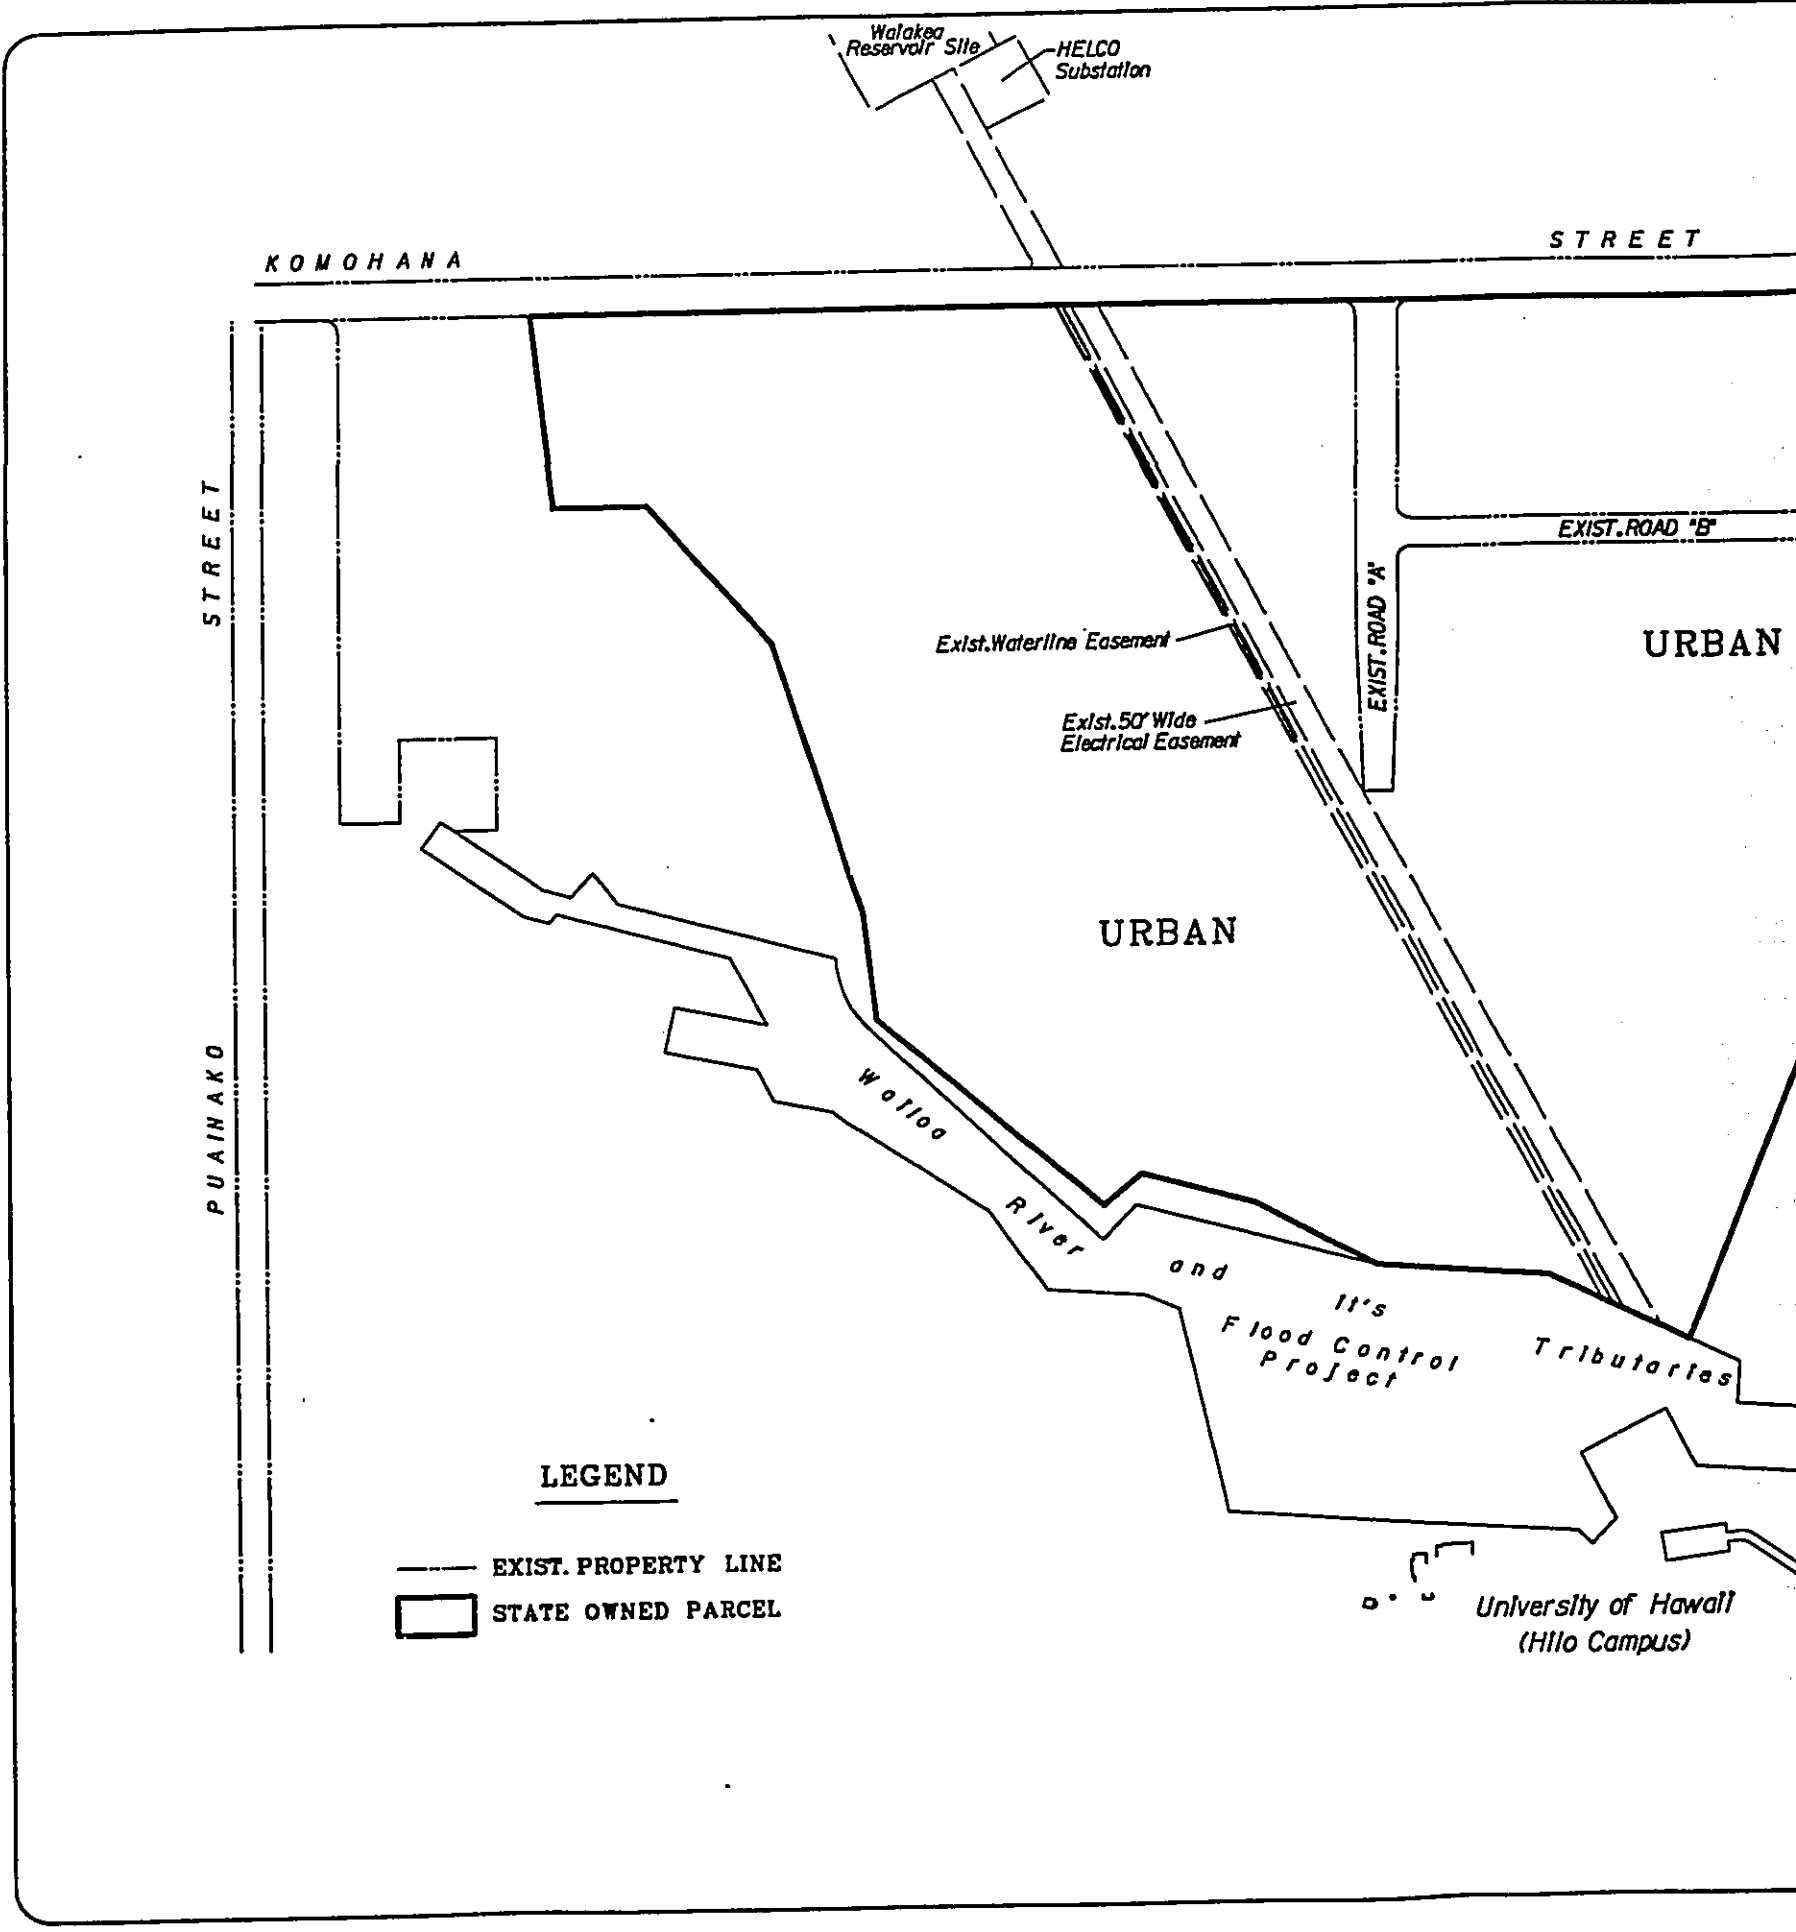 Waiakea
Reservoir Site
HELCO
Substation
KOMOHANA STREET
EXIST. ROAD "B"
EXIST. ROAD "A"
URBAN
Exist. Waterline Easement
Exist. 50' Wide
Electrical Easement
URBAN
PUAINAKO STREET
Wailoa River and It's Tributaries
Flood Control
Project
LEGEND
EXIST. PROPERTY LINE
STATE OWNED PARCEL
University of Hawaii
(Hilo Campus)